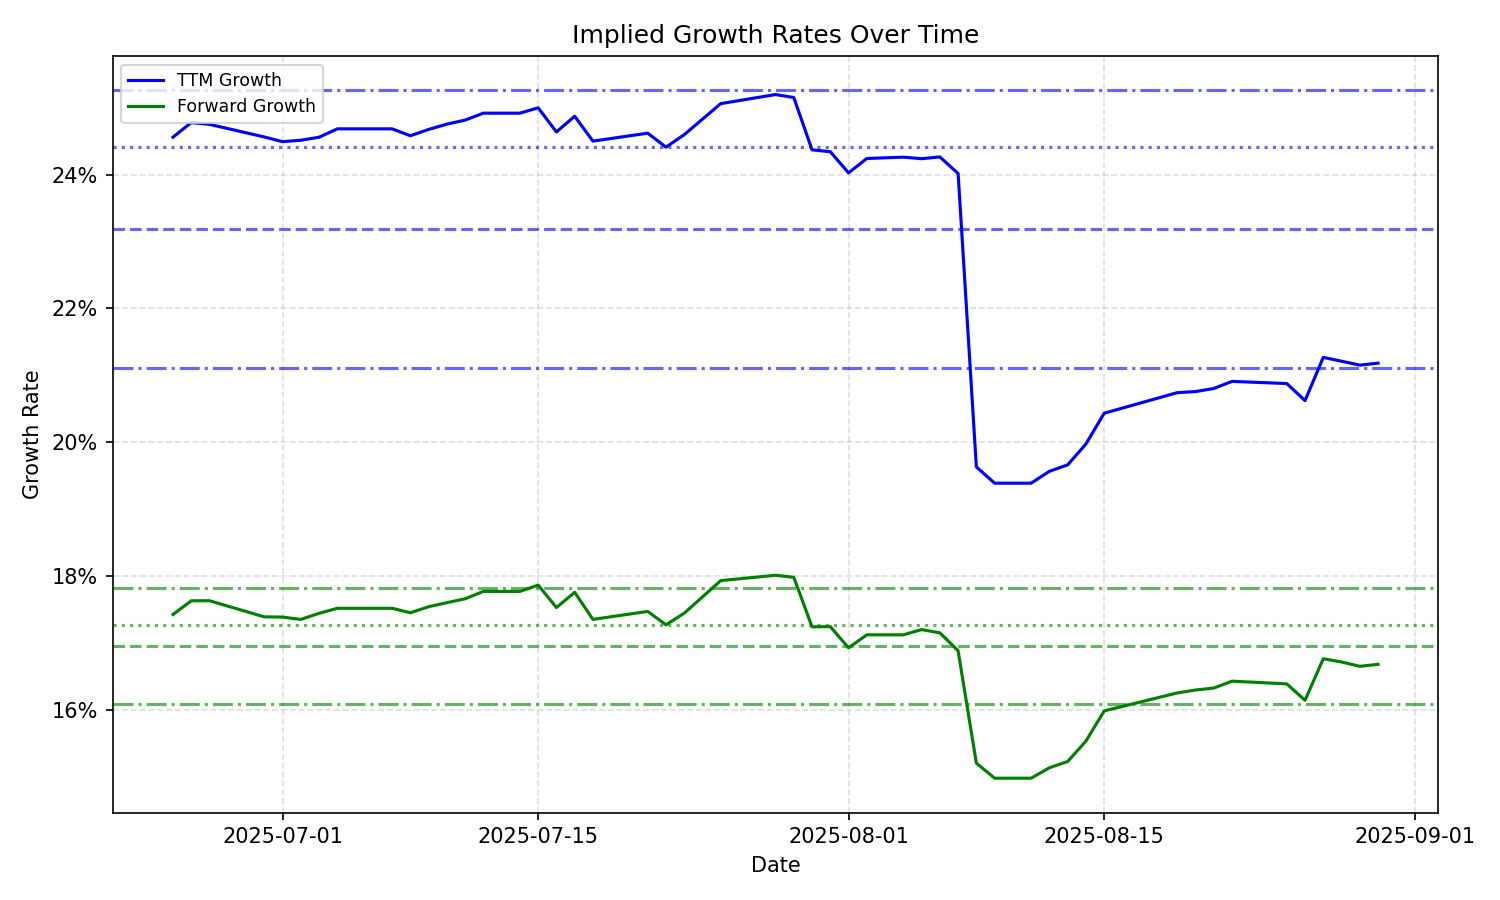 Implied Growth Rates Over Time
TTM Growth
Forward Growth
24%
22%
20%
18%
16%
Growth Rate
2025-07-01
2025-07-15
2025-08-01
2025-08-15
2025-09-01
Date